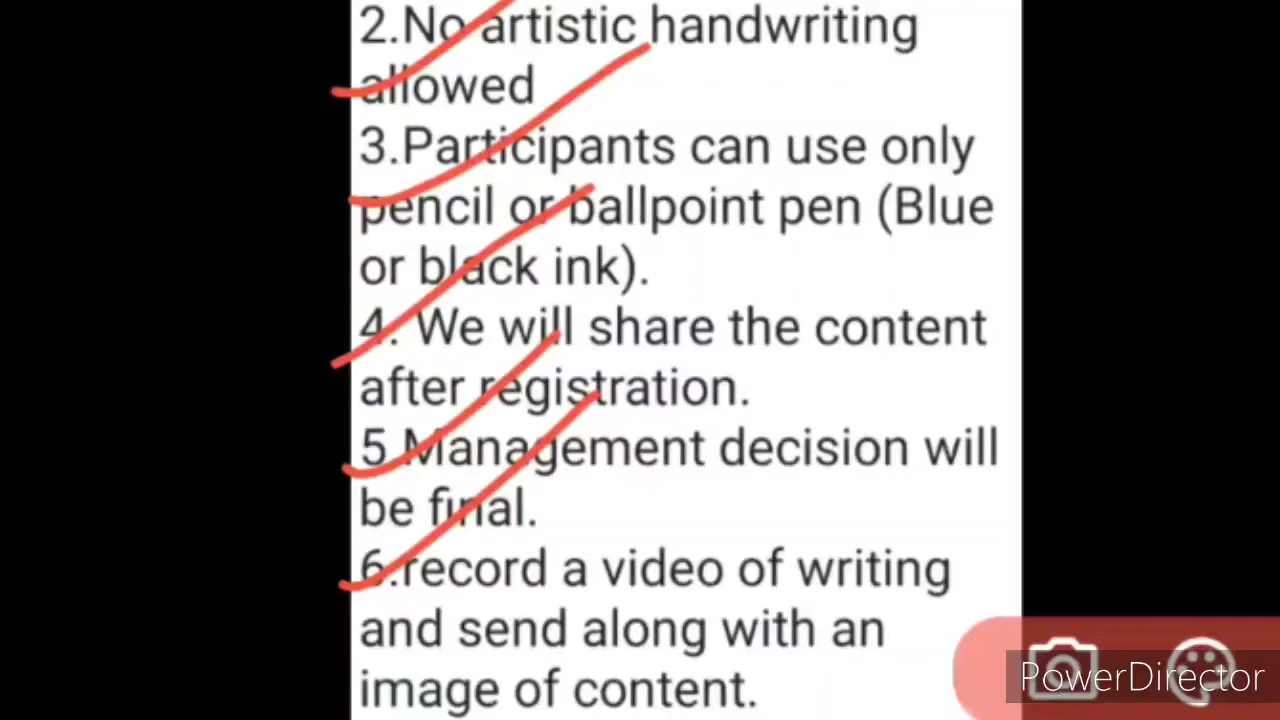 2.No artistic handwriting
allowed
3.Participants can use only
pencil or ballpoint pen (Blue
or black ink).
4. We will share the content
after registration.
5.Management decision will
be final.
6.record a video of writing
and send along with an
image of content.
PowerDirector